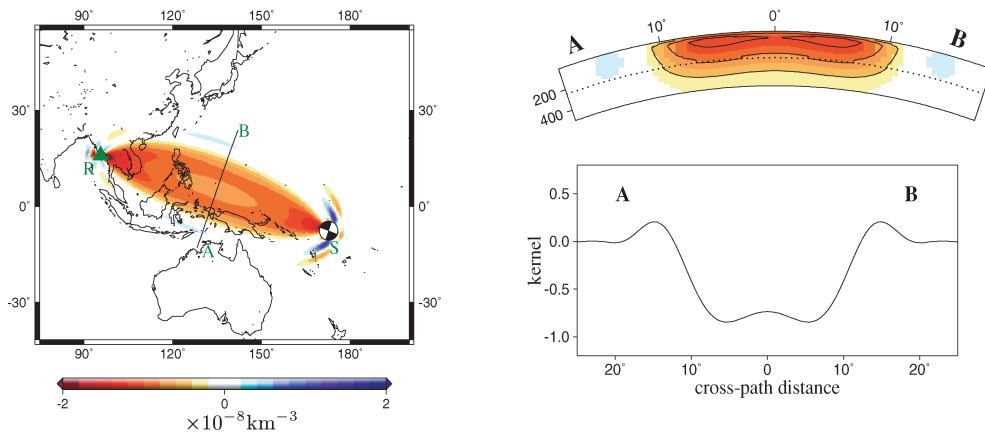 90° 120° 150° 180°
30°
0°
-30°
30°
0°
-30°
R
B
A
S
90° 120° 150° 180°
-2 0 2
×10⁻⁸km⁻³
A 10° 0° 10° B
200
400
0.5
0.0
-0.5
-1.0
kernel
A B
20° 10° 0 10° 20°
cross-path distance